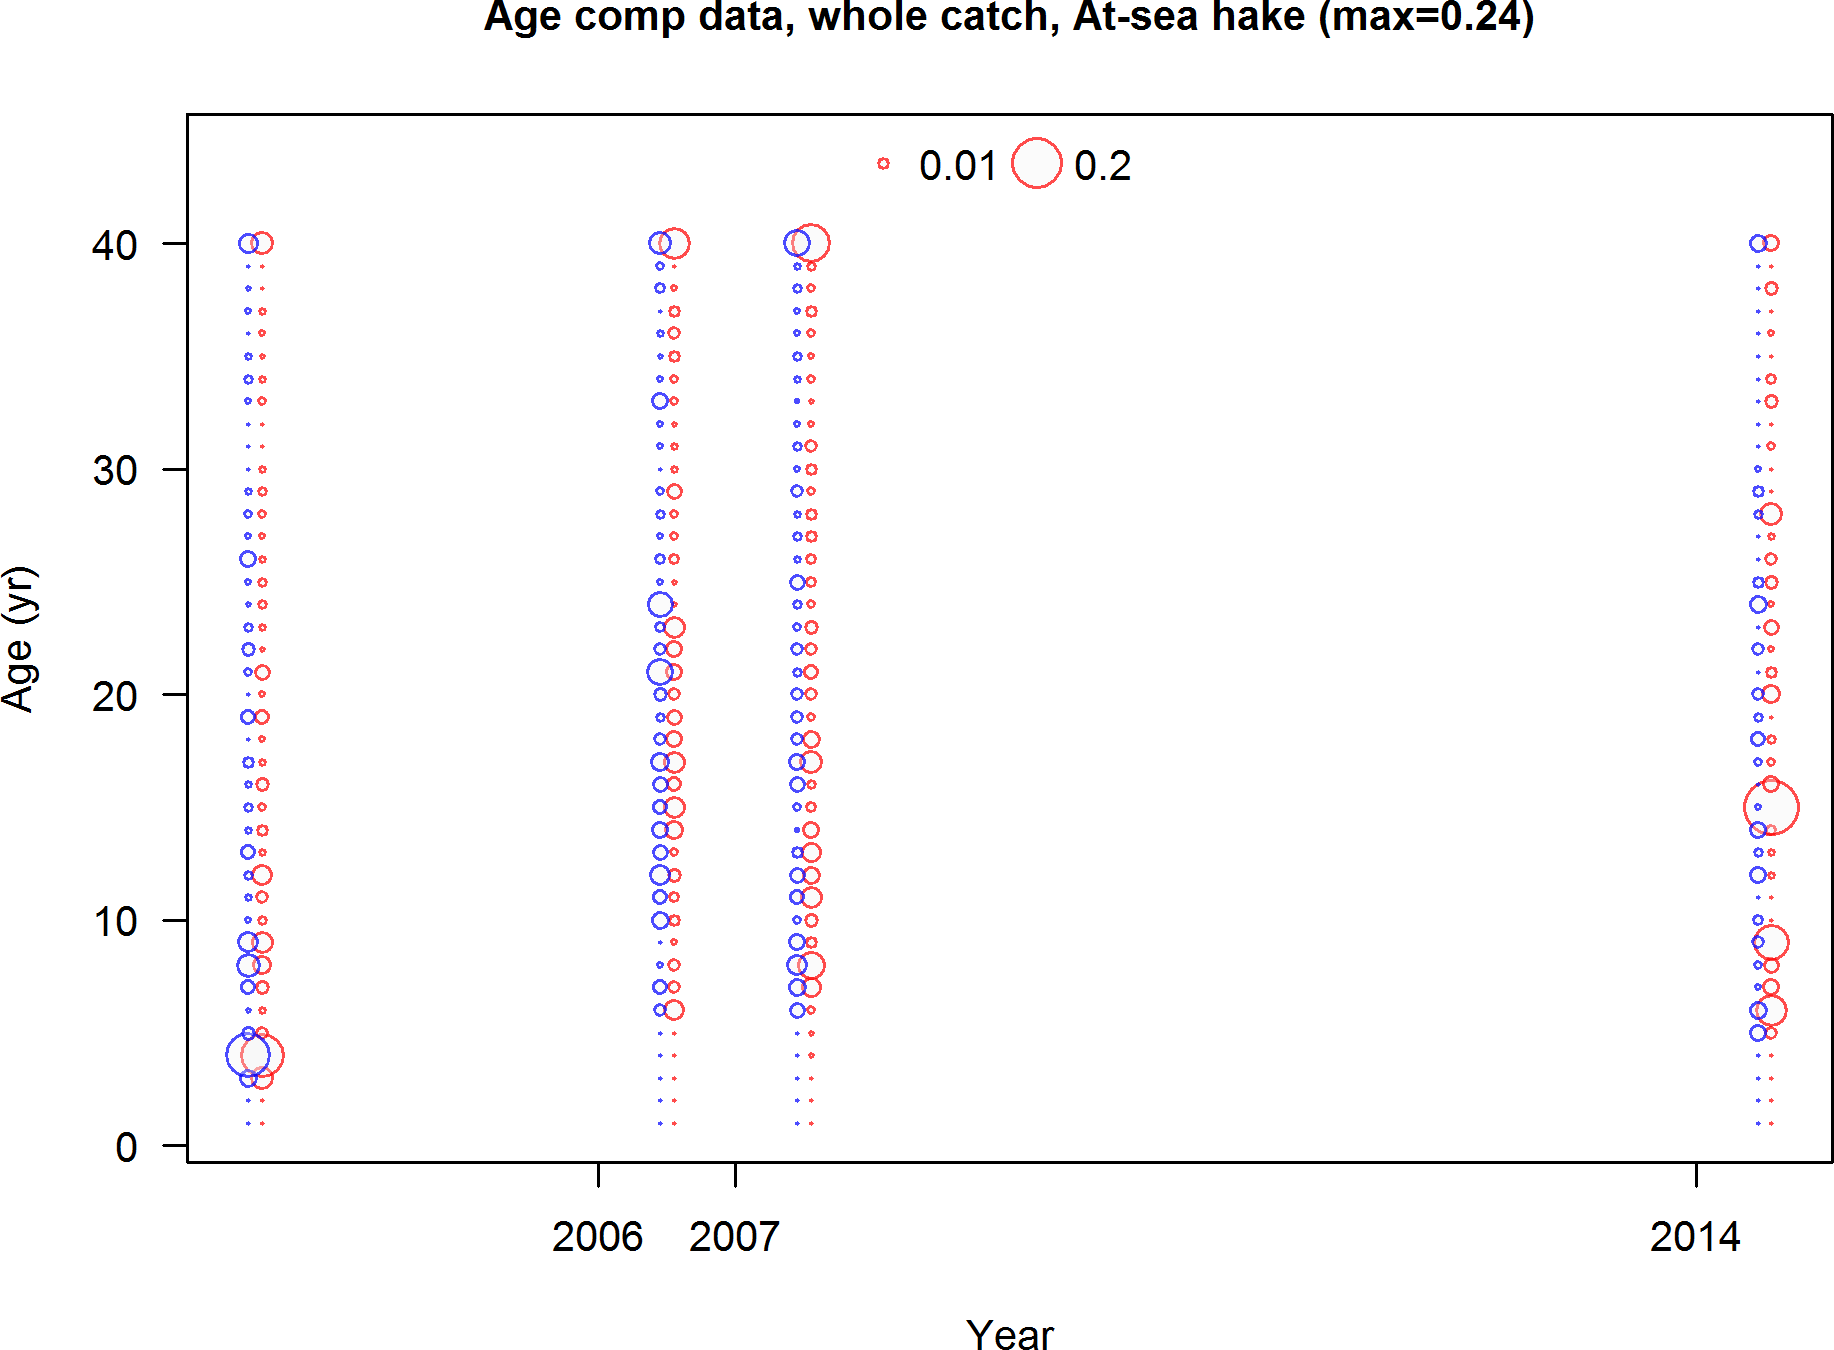 Age comp data, whole catch, At-sea hake (max=0.24)
0.01 0.2
40
30
20
10
0
Age (yr)
2006 2007 2014
Year